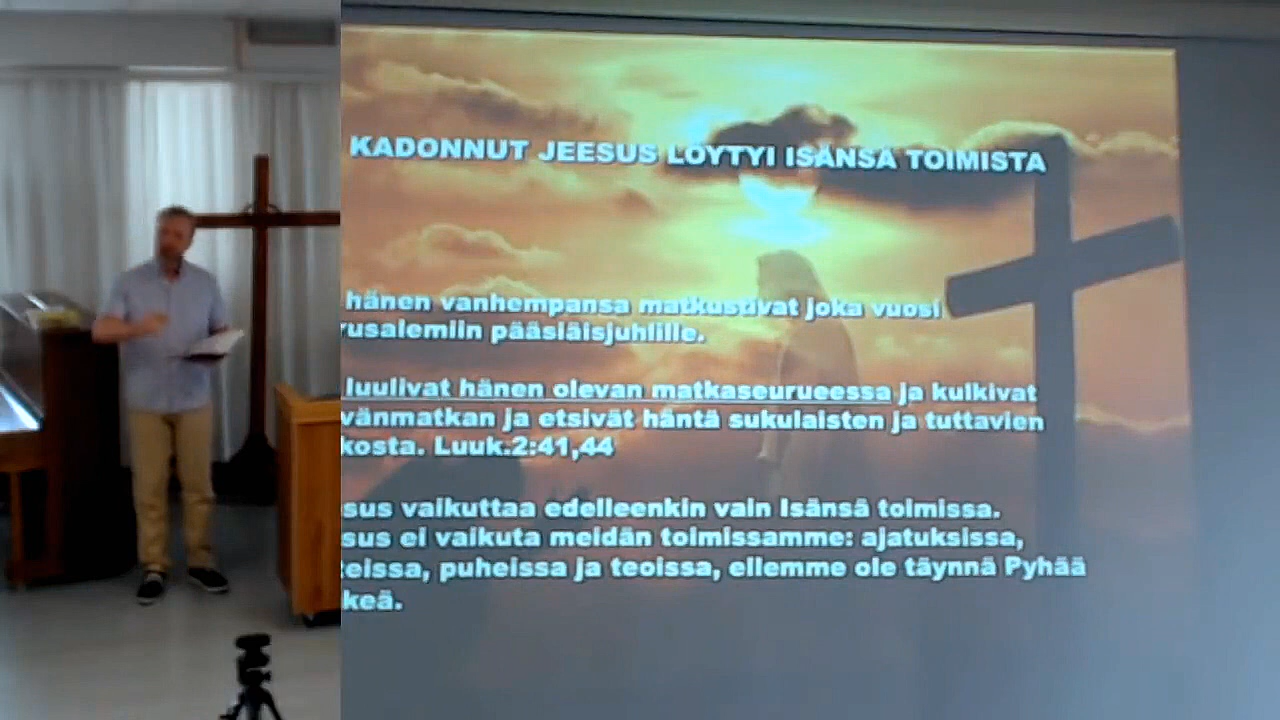 KADONNUT JEESUS LÖYTYI ISÄNSÄ TOIMISTA
hänen vanhempansa matkustivat joka vuosi
rusalemiin pääsiäisjuhlille.
luulivat hänen olevan matkaseurueessa ja kulkivat
vänmatkan ja etsivät häntä sukulaisten ja tuttavien
kosta. Luuk.2:41,44
sus vaikuttaa edelleenkin vain Isänsä toimissa.
sus ei vaikuta meidän toimissamme: ajatuksissa,
teissa, puheissa ja teoissa, ellemme ole täynnä Pyhää
keä.